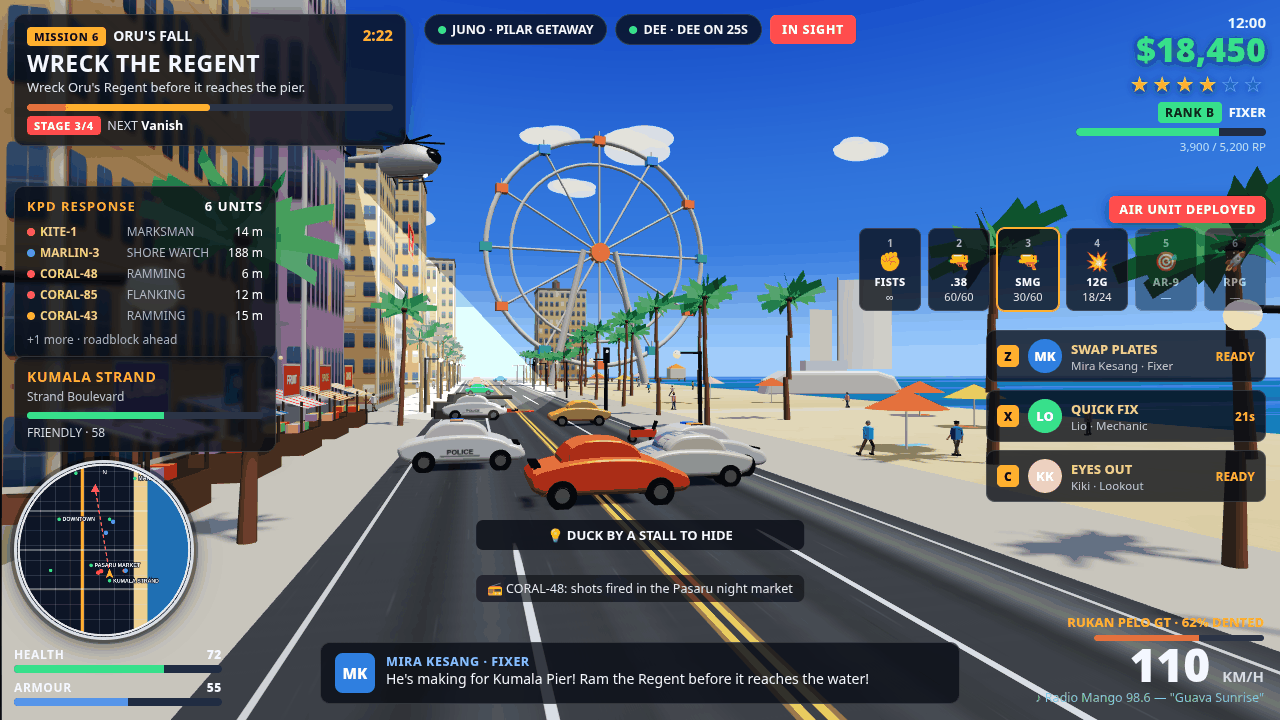 MISSION 6 ORU'S FALL 2:22
WRECK THE REGENT
Wreck Oru's Regent before it reaches the pier.
STAGE 3/4 NEXT Vanish
JUNO · PILAR GETAWAY
DEE · DEE ON 25S
IN SIGHT
12:00
$18,450
RANK B FIXER
3,900 / 5,200 RP
AIR UNIT DEPLOYED
KPD RESPONSE 6 UNITS
KITE-1 MARKSMAN 14 m
MARLIN-3 SHORE WATCH 188 m
CORAL-48 RAMMING 6 m
CORAL-85 FLANKING 12 m
CORAL-43 RAMMING 15 m
+1 more · roadblock ahead
KUMALA STRAND
Strand Boulevard
FRIENDLY · 58
1 FISTS ∞
2 .38 60/60
3 SMG 30/60
4 12G 18/24
5 AR-9 —
6 RPG —
Z MK SWAP PLATES READY
Mira Kesang · Fixer
X LO QUICK FIX 21s
Lio · Mechanic
C KK EYES OUT READY
Kiki · Lookout
POLICE
POLICE
FRUIT
N
DOWNTOWN
PASARU MARKET
KUMALA STRAND
DUCK BY A STALL TO HIDE
CORAL-48: shots fired in the Pasaru night market
HEALTH 72
ARMOUR 55
MK MIRA KESANG · FIXER
He's making for Kumala Pier! Ram the Regent before it reaches the water!
RUKAN PELO GT · 62% DENTED
110 KM/H
♪ Radio Mango 98.6 — "Guava Sunrise"